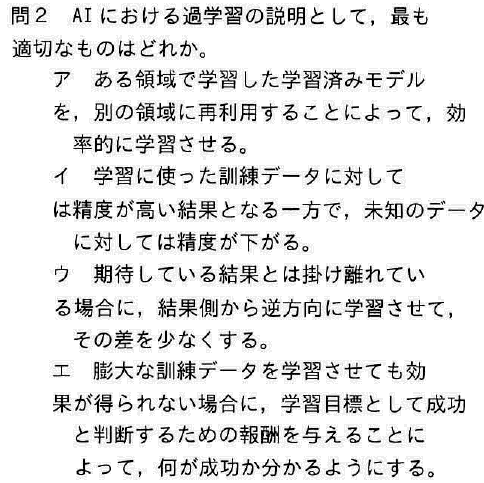 問２　AIにおける過学習の説明として，最も
適切なものはどれか。
ア　ある領域で学習した学習済みモデル
を，別の領域に再利用することによって，効
率的に学習させる。
イ　学習に使った訓練データに対して
は精度が高い結果となる一方で，未知のデータ
に対しては精度が下がる。
ウ　期待している結果とは掛け離れてい
る場合に，結果側から逆方向に学習させて，
その差を少なくする。
エ　膨大な訓練データを学習させても効
果が得られない場合に，学習目標として成功
と判断するための報酬を与えることに
よって，何が成功か分かるようにする。